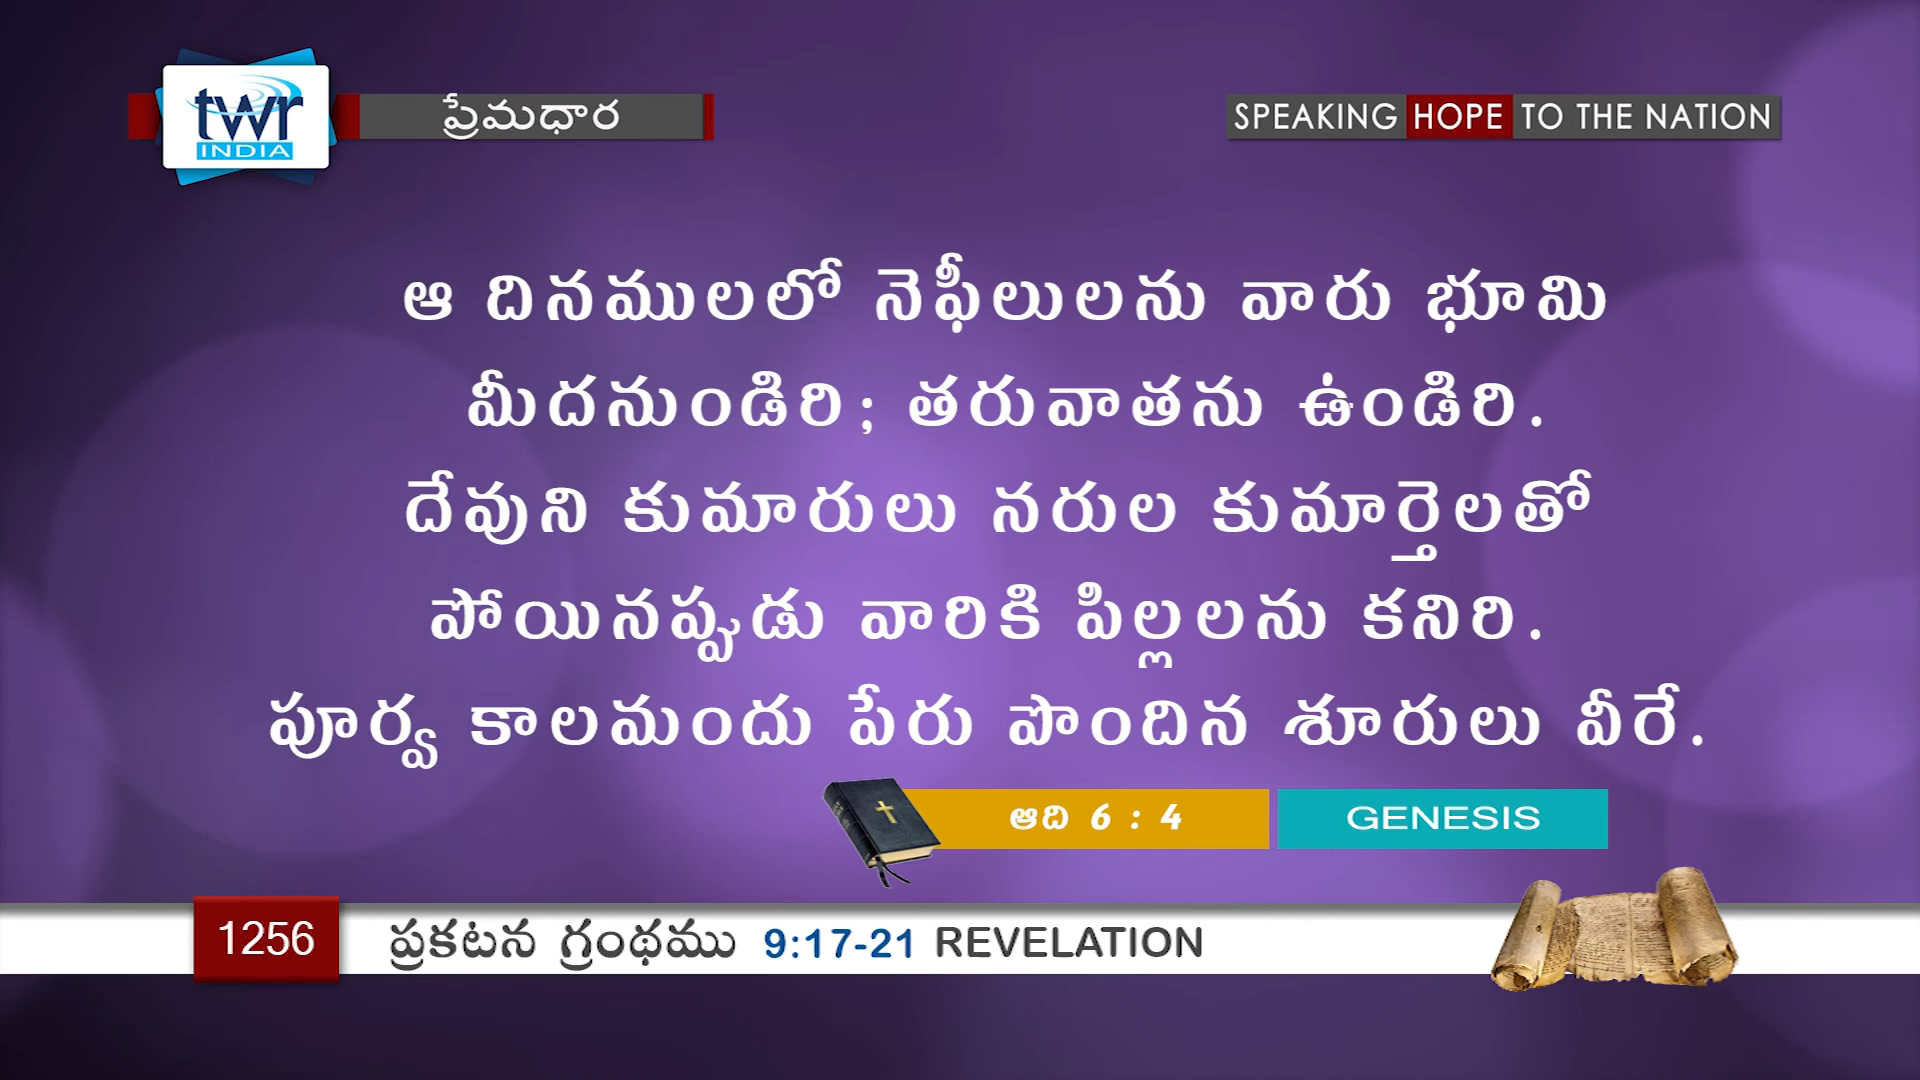 twr
INDIA
ప్రేమధార
SPEAKING HOPE TO THE NATION
ఆ దినములలో నెఫీలులను వారు భూమి
మీదనుండిరి; తరువాతను ఉండిరి.
దేవుని కుమారులు నరుల కుమార్తెలతో
పోయినప్పుడు వారికి పిల్లలను కనిరి.
పూర్వ కాలమందు పేరు పొందిన శూరులు వీరే.
ఆది 6 : 4
GENESIS
1256
ప్రకటన గ్రంథము 9:17-21 REVELATION